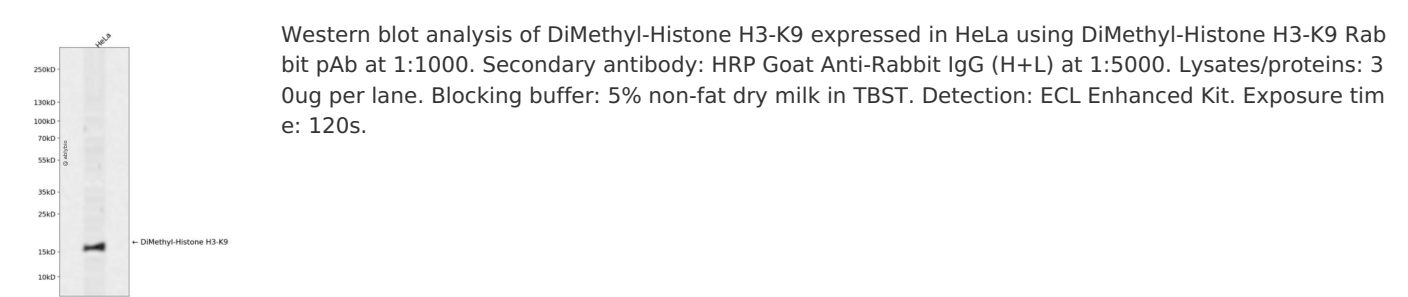 HeLa
250kD
130kD
100kD
70kD
55kD
35kD
25kD
15kD
10kD
@ ablybio
← DiMethyl-Histone H3-K9
Western blot analysis of DiMethyl-Histone H3-K9 expressed in HeLa using DiMethyl-Histone H3-K9 Rab
bit pAb at 1:1000. Secondary antibody: HRP Goat Anti-Rabbit IgG (H+L) at 1:5000. Lysates/proteins: 3
0ug per lane. Blocking buffer: 5% non-fat dry milk in TBST. Detection: ECL Enhanced Kit. Exposure tim
e: 120s.